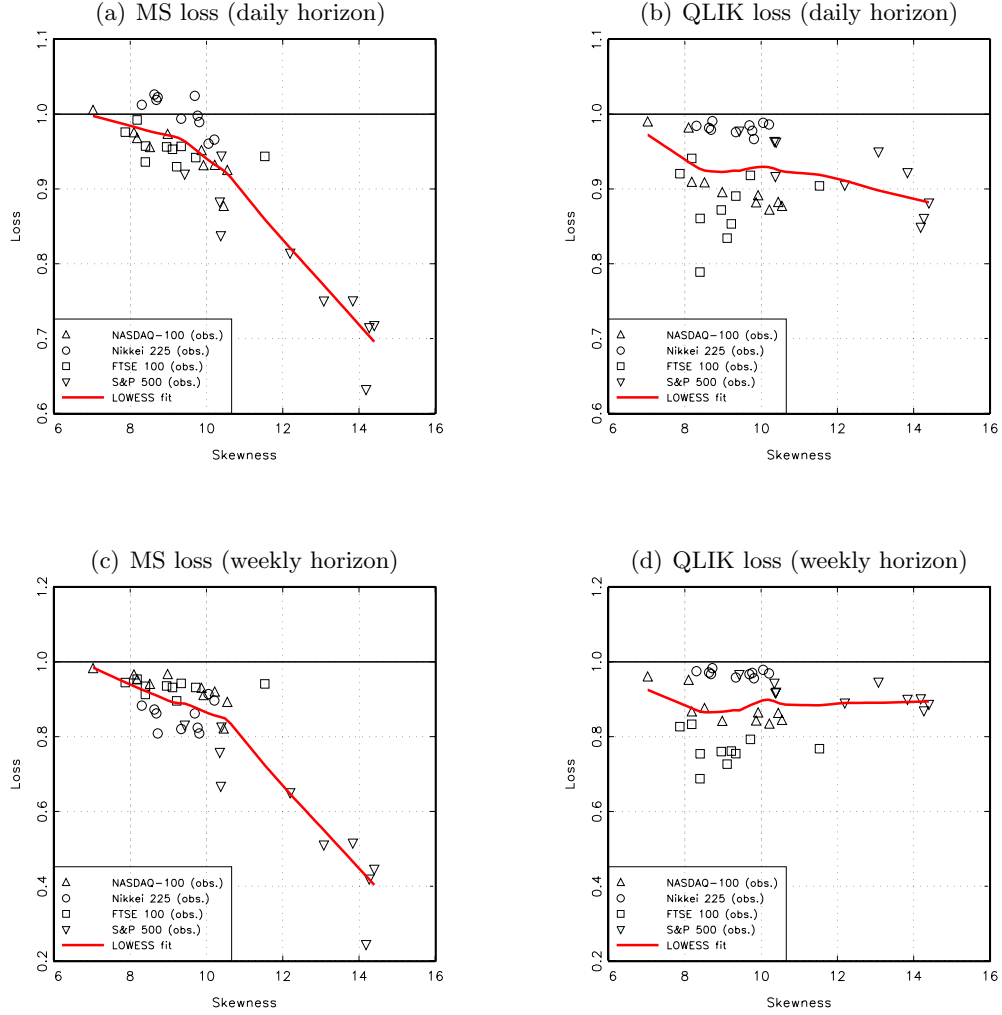 (a) MS loss (daily horizon)
Loss
1.1
1.0
0.9
0.8
0.7
0.6
NASDAQ-100 (obs.)
Nikkei 225 (obs.)
FTSE 100 (obs.)
S&P 500 (obs.)
LOWESS fit
6 8 10 12 14 16
Skewness
(b) QLIK loss (daily horizon)
Loss
1.1
1.0
0.9
0.8
0.7
0.6
NASDAQ-100 (obs.)
Nikkei 225 (obs.)
FTSE 100 (obs.)
S&P 500 (obs.)
LOWESS fit
6 8 10 12 14 16
Skewness
(c) MS loss (weekly horizon)
Loss
1.2
1.0
0.8
0.6
0.4
0.2
NASDAQ-100 (obs.)
Nikkei 225 (obs.)
FTSE 100 (obs.)
S&P 500 (obs.)
LOWESS fit
6 8 10 12 14 16
Skewness
(d) QLIK loss (weekly horizon)
Loss
1.2
1.0
0.8
0.6
0.4
0.2
NASDAQ-100 (obs.)
Nikkei 225 (obs.)
FTSE 100 (obs.)
S&P 500 (obs.)
LOWESS fit
6 8 10 12 14 16
Skewness